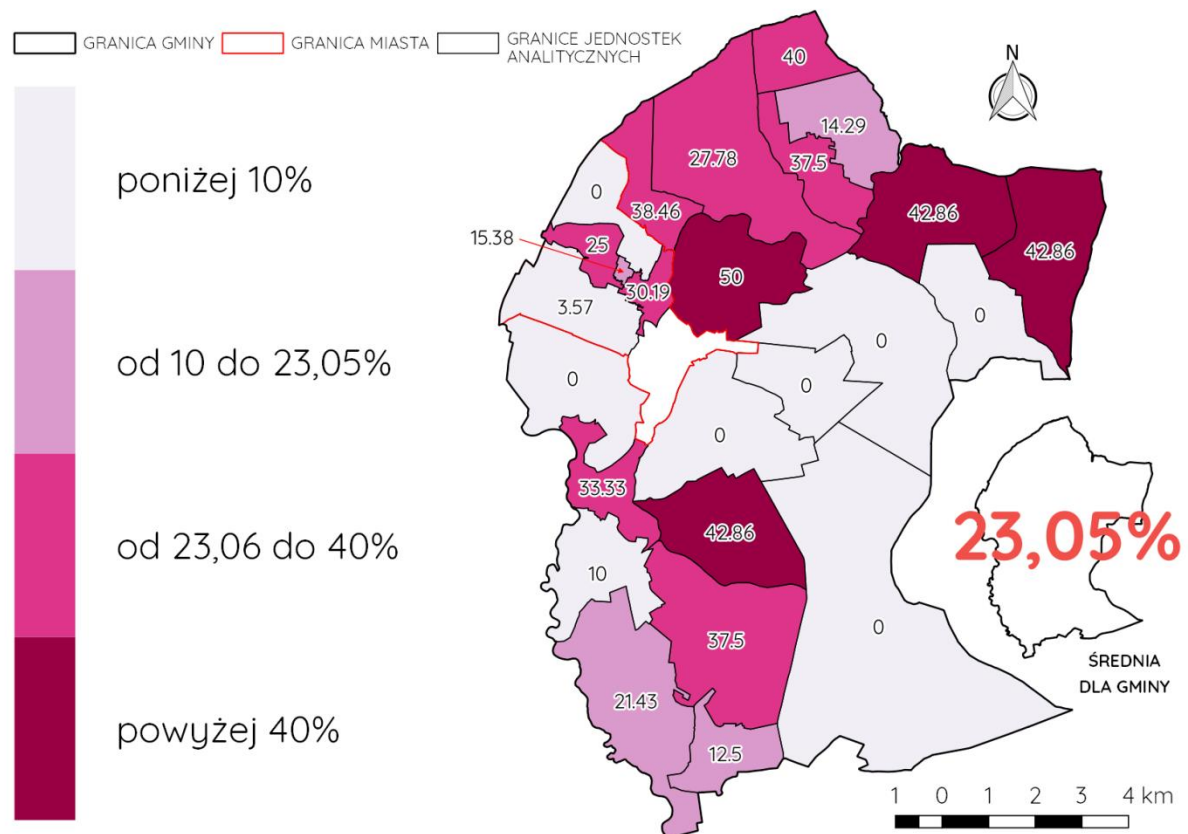 GRANICA GMINY
GRANICA MIASTA
GRANICE JEDNOSTEK
ANALITYCZNYCH
N
poniżej 10%
od 10 do 23,05%
od 23,06 do 40%
powyżej 40%
40
14.29
27.78
37.5
0
38.46
42.86
15.38
25
42.86
50
30.19
3.57
0
0
0
0
0
33.33
42.86
10
0
37.5
21.43
12.5
23,05%
ŚREDNIA
DLA GMINY
1 0 1 2 3 4 km